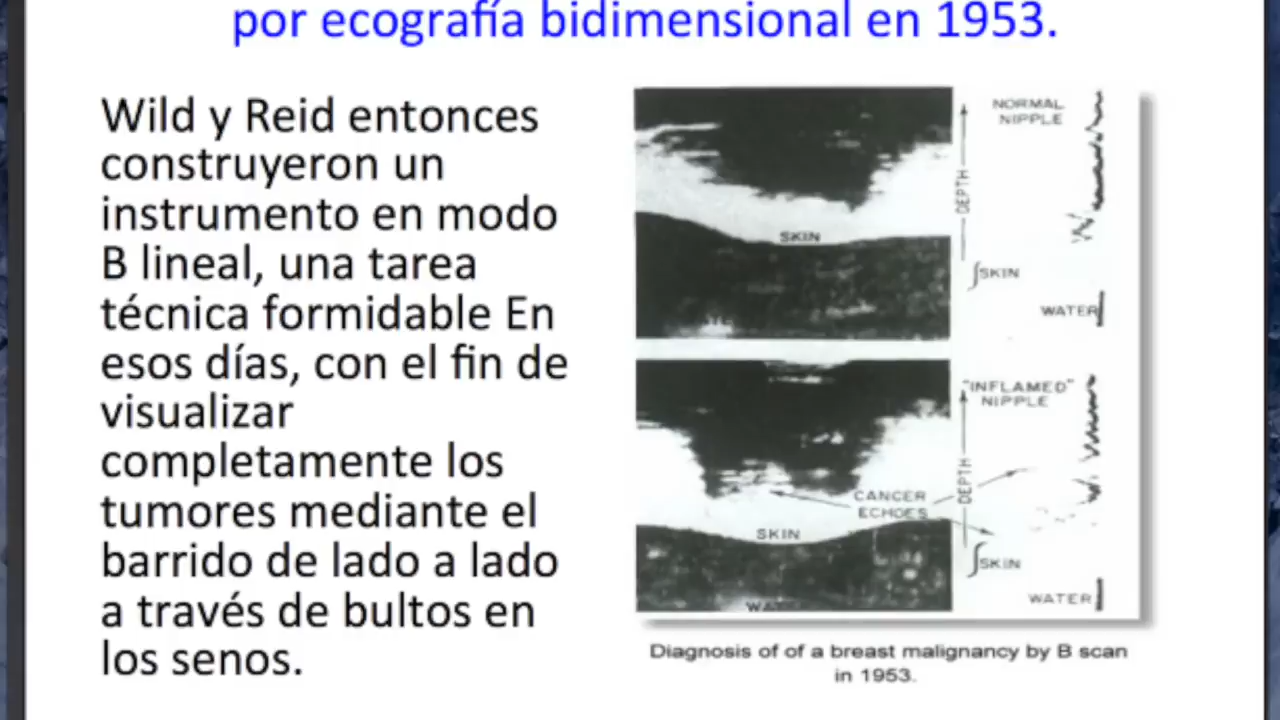 por ecografía bidimensional en 1953.
Wild y Reid entonces
construyeron un
instrumento en modo
B lineal, una tarea
técnica formidable En
esos días, con el fin de
visualizar
completamente los
tumores mediante el
barrido de lado a lado
a través de bultos en
los senos.
NORMAL
NIPPLE
DEPTH
SKIN
SKIN
WATER
"INFLAMED"
NIPPLE
DEPTH
CANCER
ECHOES
SKIN
SKIN
WATER
Diagnosis of of a breast malignancy by B scan
in 1953.